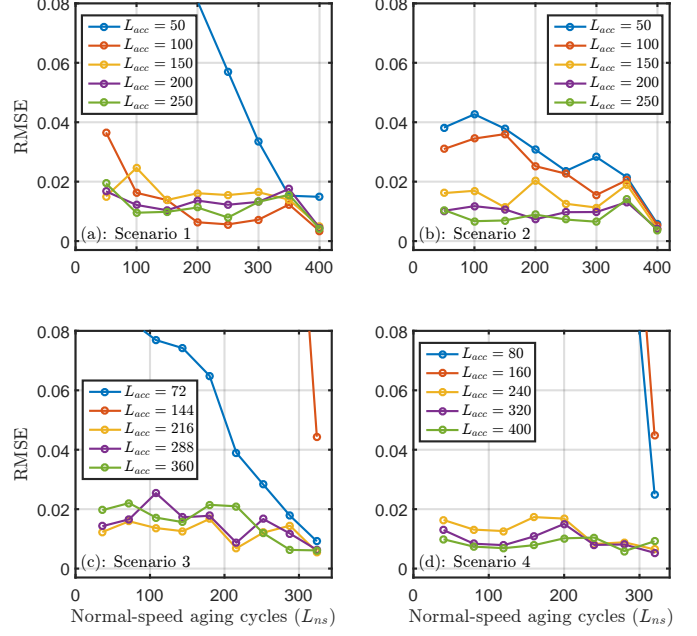 0.08
0.06
0.04
0.02
0
RMSE
L_acc = 50
L_acc = 100
L_acc = 150
L_acc = 200
L_acc = 250
(a): Scenario 1
0 100 200 300 400
0.08
0.06
0.04
0.02
0
L_acc = 50
L_acc = 100
L_acc = 150
L_acc = 200
L_acc = 250
(b): Scenario 2
0 100 200 300 400
0.08
0.06
0.04
0.02
0
RMSE
L_acc = 72
L_acc = 144
L_acc = 216
L_acc = 288
L_acc = 360
(c): Scenario 3
0 100 200 300
Normal-speed aging cycles (L_ns)
0.08
0.06
0.04
0.02
0
L_acc = 80
L_acc = 160
L_acc = 240
L_acc = 320
L_acc = 400
(d): Scenario 4
0 100 200 300
Normal-speed aging cycles (L_ns)